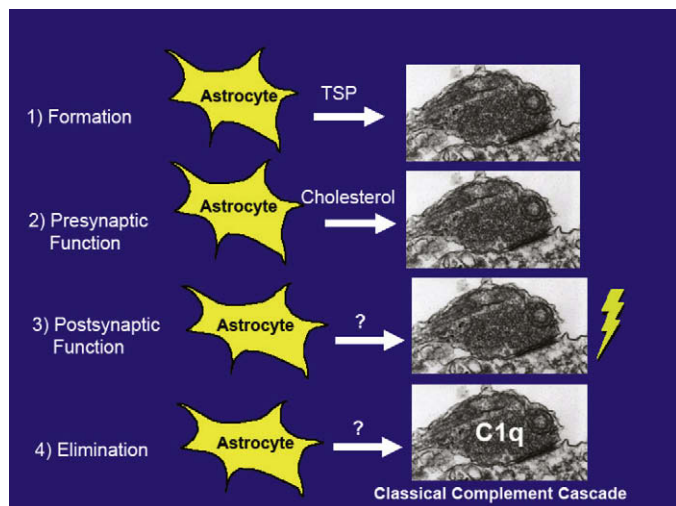 1) Formation
Astrocyte
TSP
2) Presynaptic
Function
Astrocyte
Cholesterol
3) Postsynaptic
Function
Astrocyte
?
4) Elimination
Astrocyte
?
C1q
Classical Complement Cascade